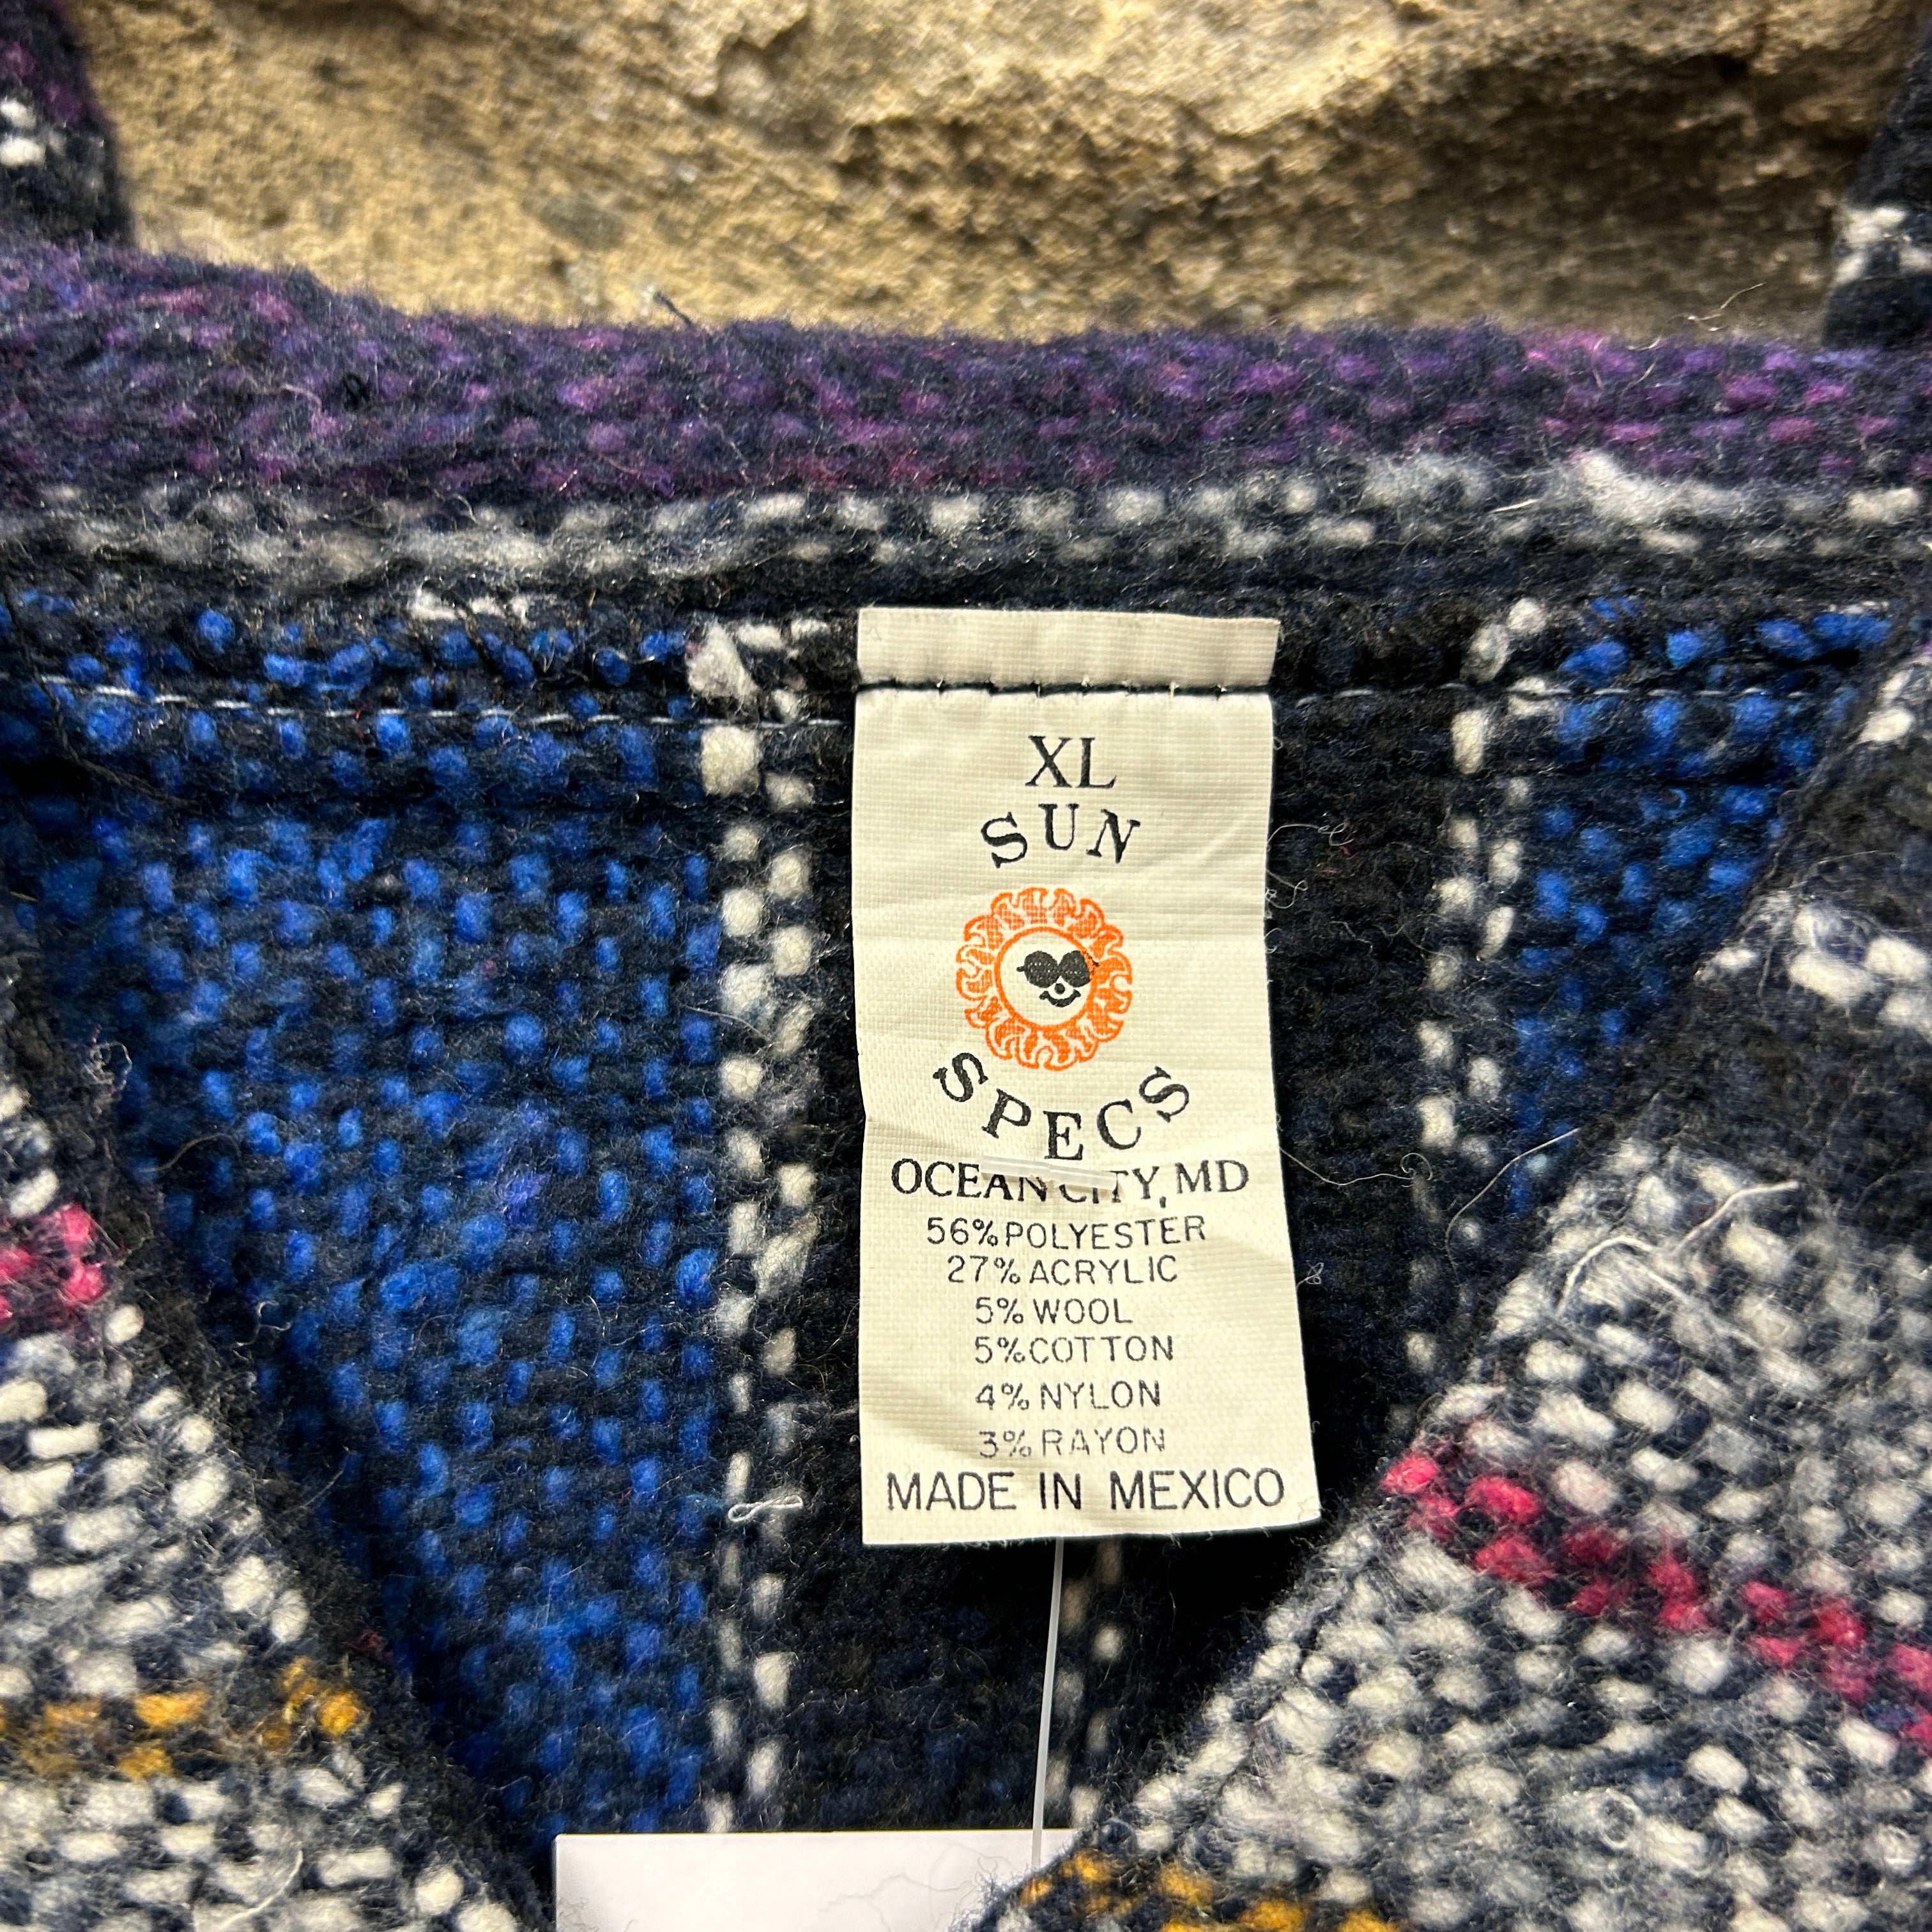 XL
SUN
SPECS
OCEAN CITY, MD
56% POLYESTER
27% ACRYLIC
5% WOOL
5% COTTON
4% NYLON
3% RAYON
MADE IN MEXICO